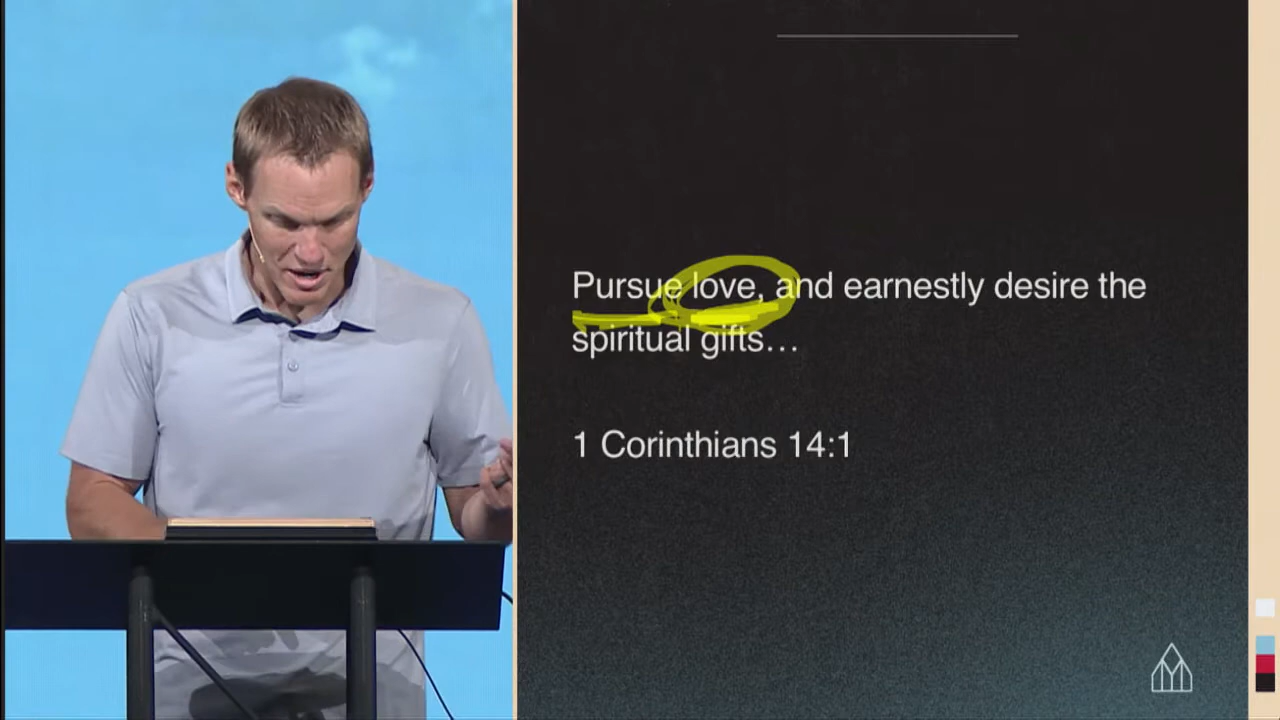 Pursue love, and earnestly desire the
spiritual gifts…
1 Corinthians 14:1